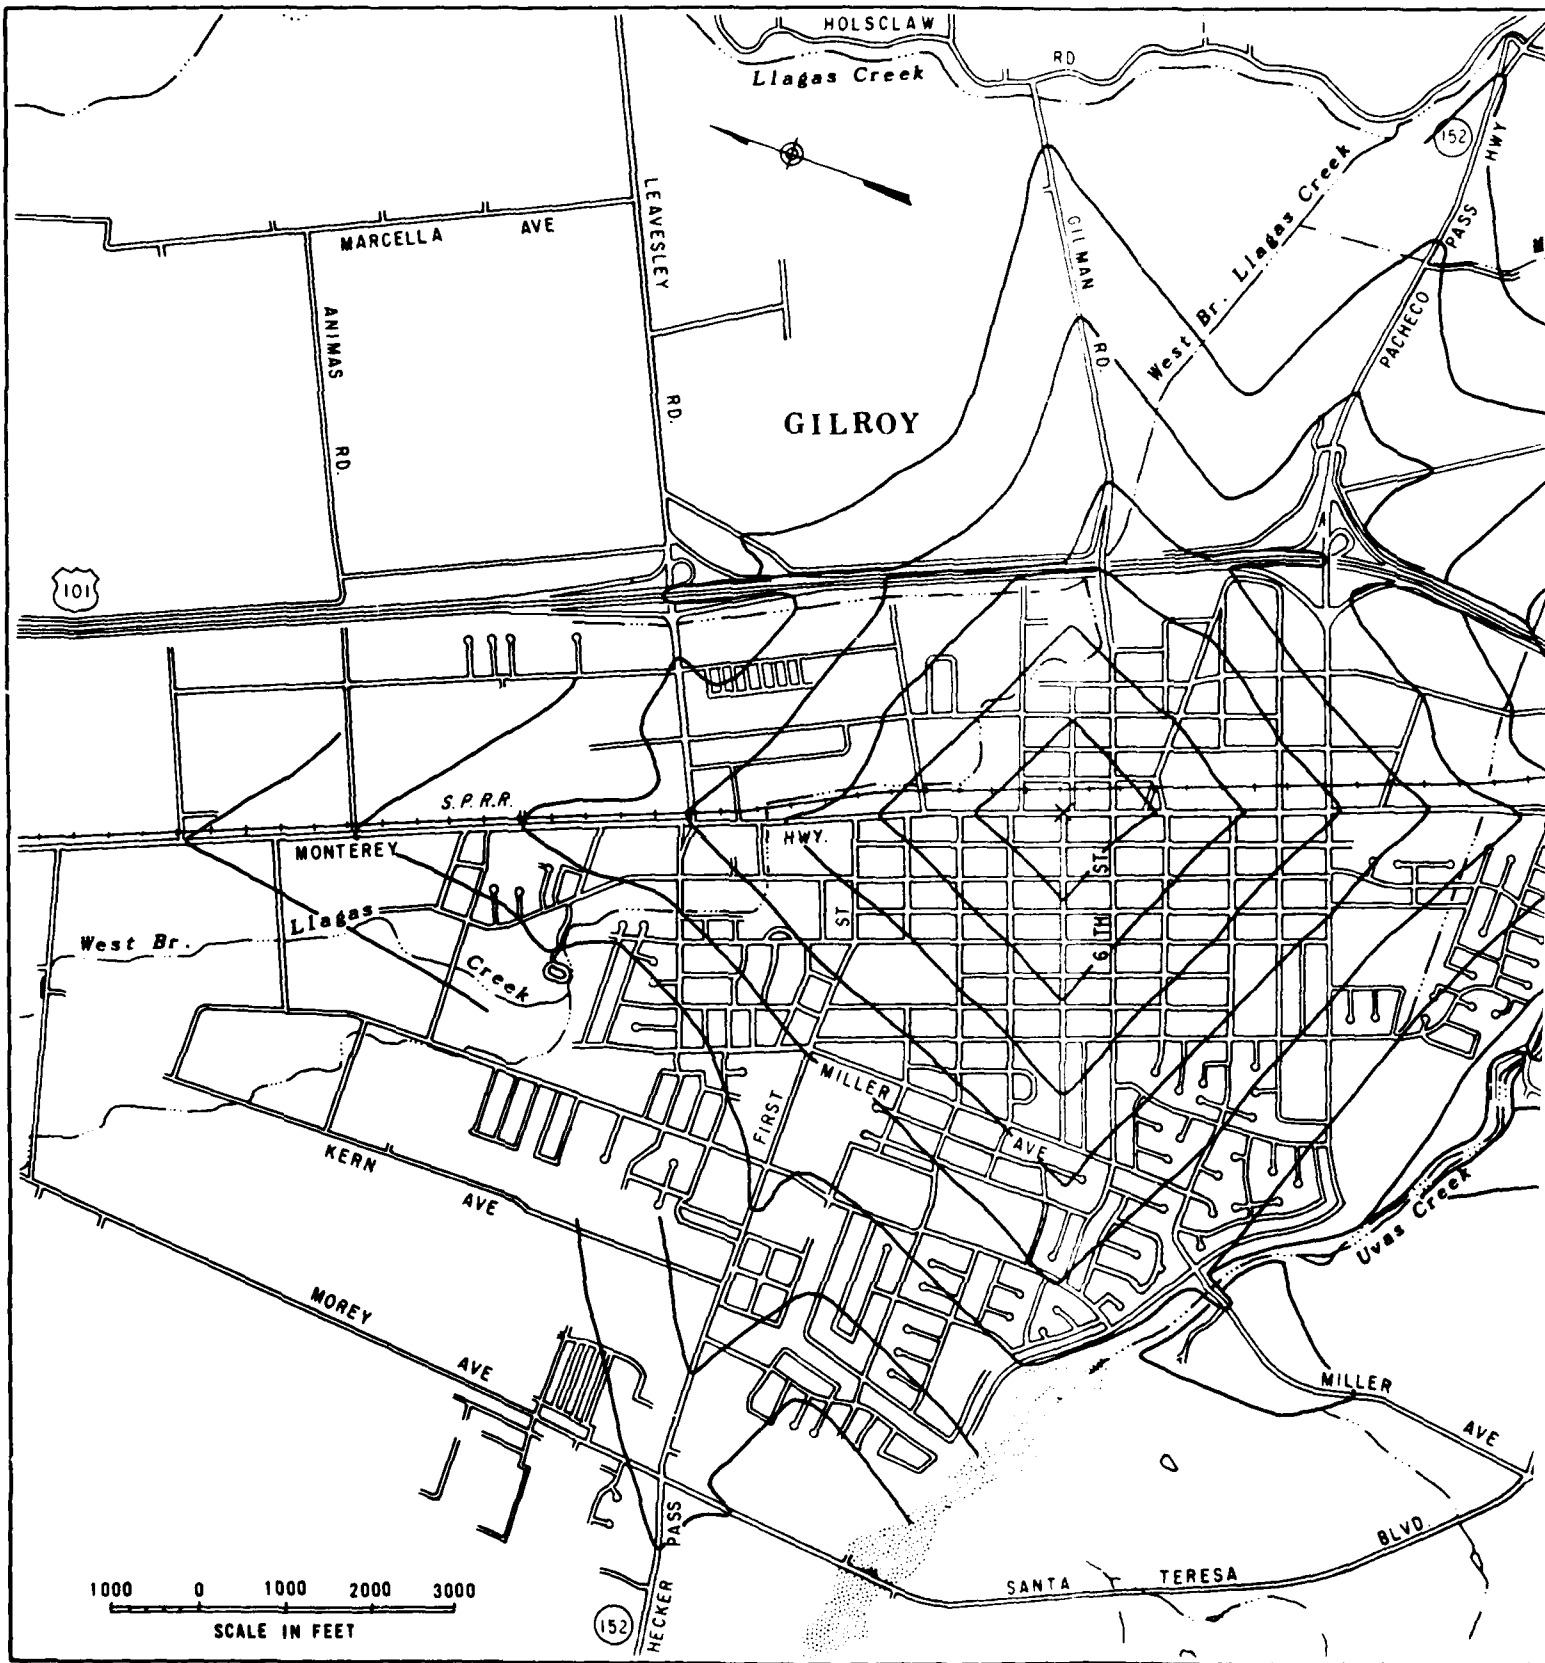 HOLSCLAW
RD
Llagas Creek
152
HWY
PASS
PACHECO
LEAVESLEY
RD.
GILMAN
RD.
West Br. Llagas Creek
MARCELLA AVE
ANIMAS
RD.
GILROY
101
S.P.R.R.
MONTEREY
HWY.
ST
6TH ST
West Br. Llagas
Creek
MILLER
AVE
FIRST
KERN
AVE
Uvas Creek
MOREY
AVE
MILLER
AVE
PASS
HECKER
152
SANTA TERESA BLVD.
1000 0 1000 2000 3000
SCALE IN FEET